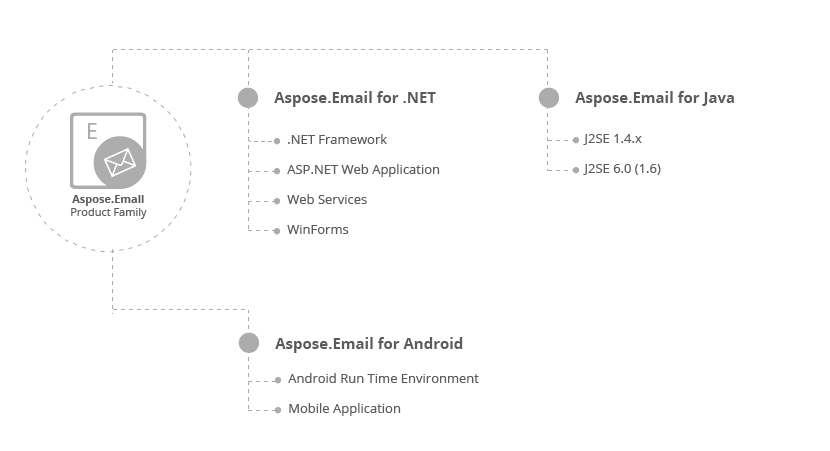 E
Aspose.Email
Product Family
Aspose.Email for .NET
.NET Framework
ASP.NET Web Application
Web Services
WinForms
Aspose.Email for Java
J2SE 1.4.x
J2SE 6.0 (1.6)
Aspose.Email for Android
Android Run Time Environment
Mobile Application